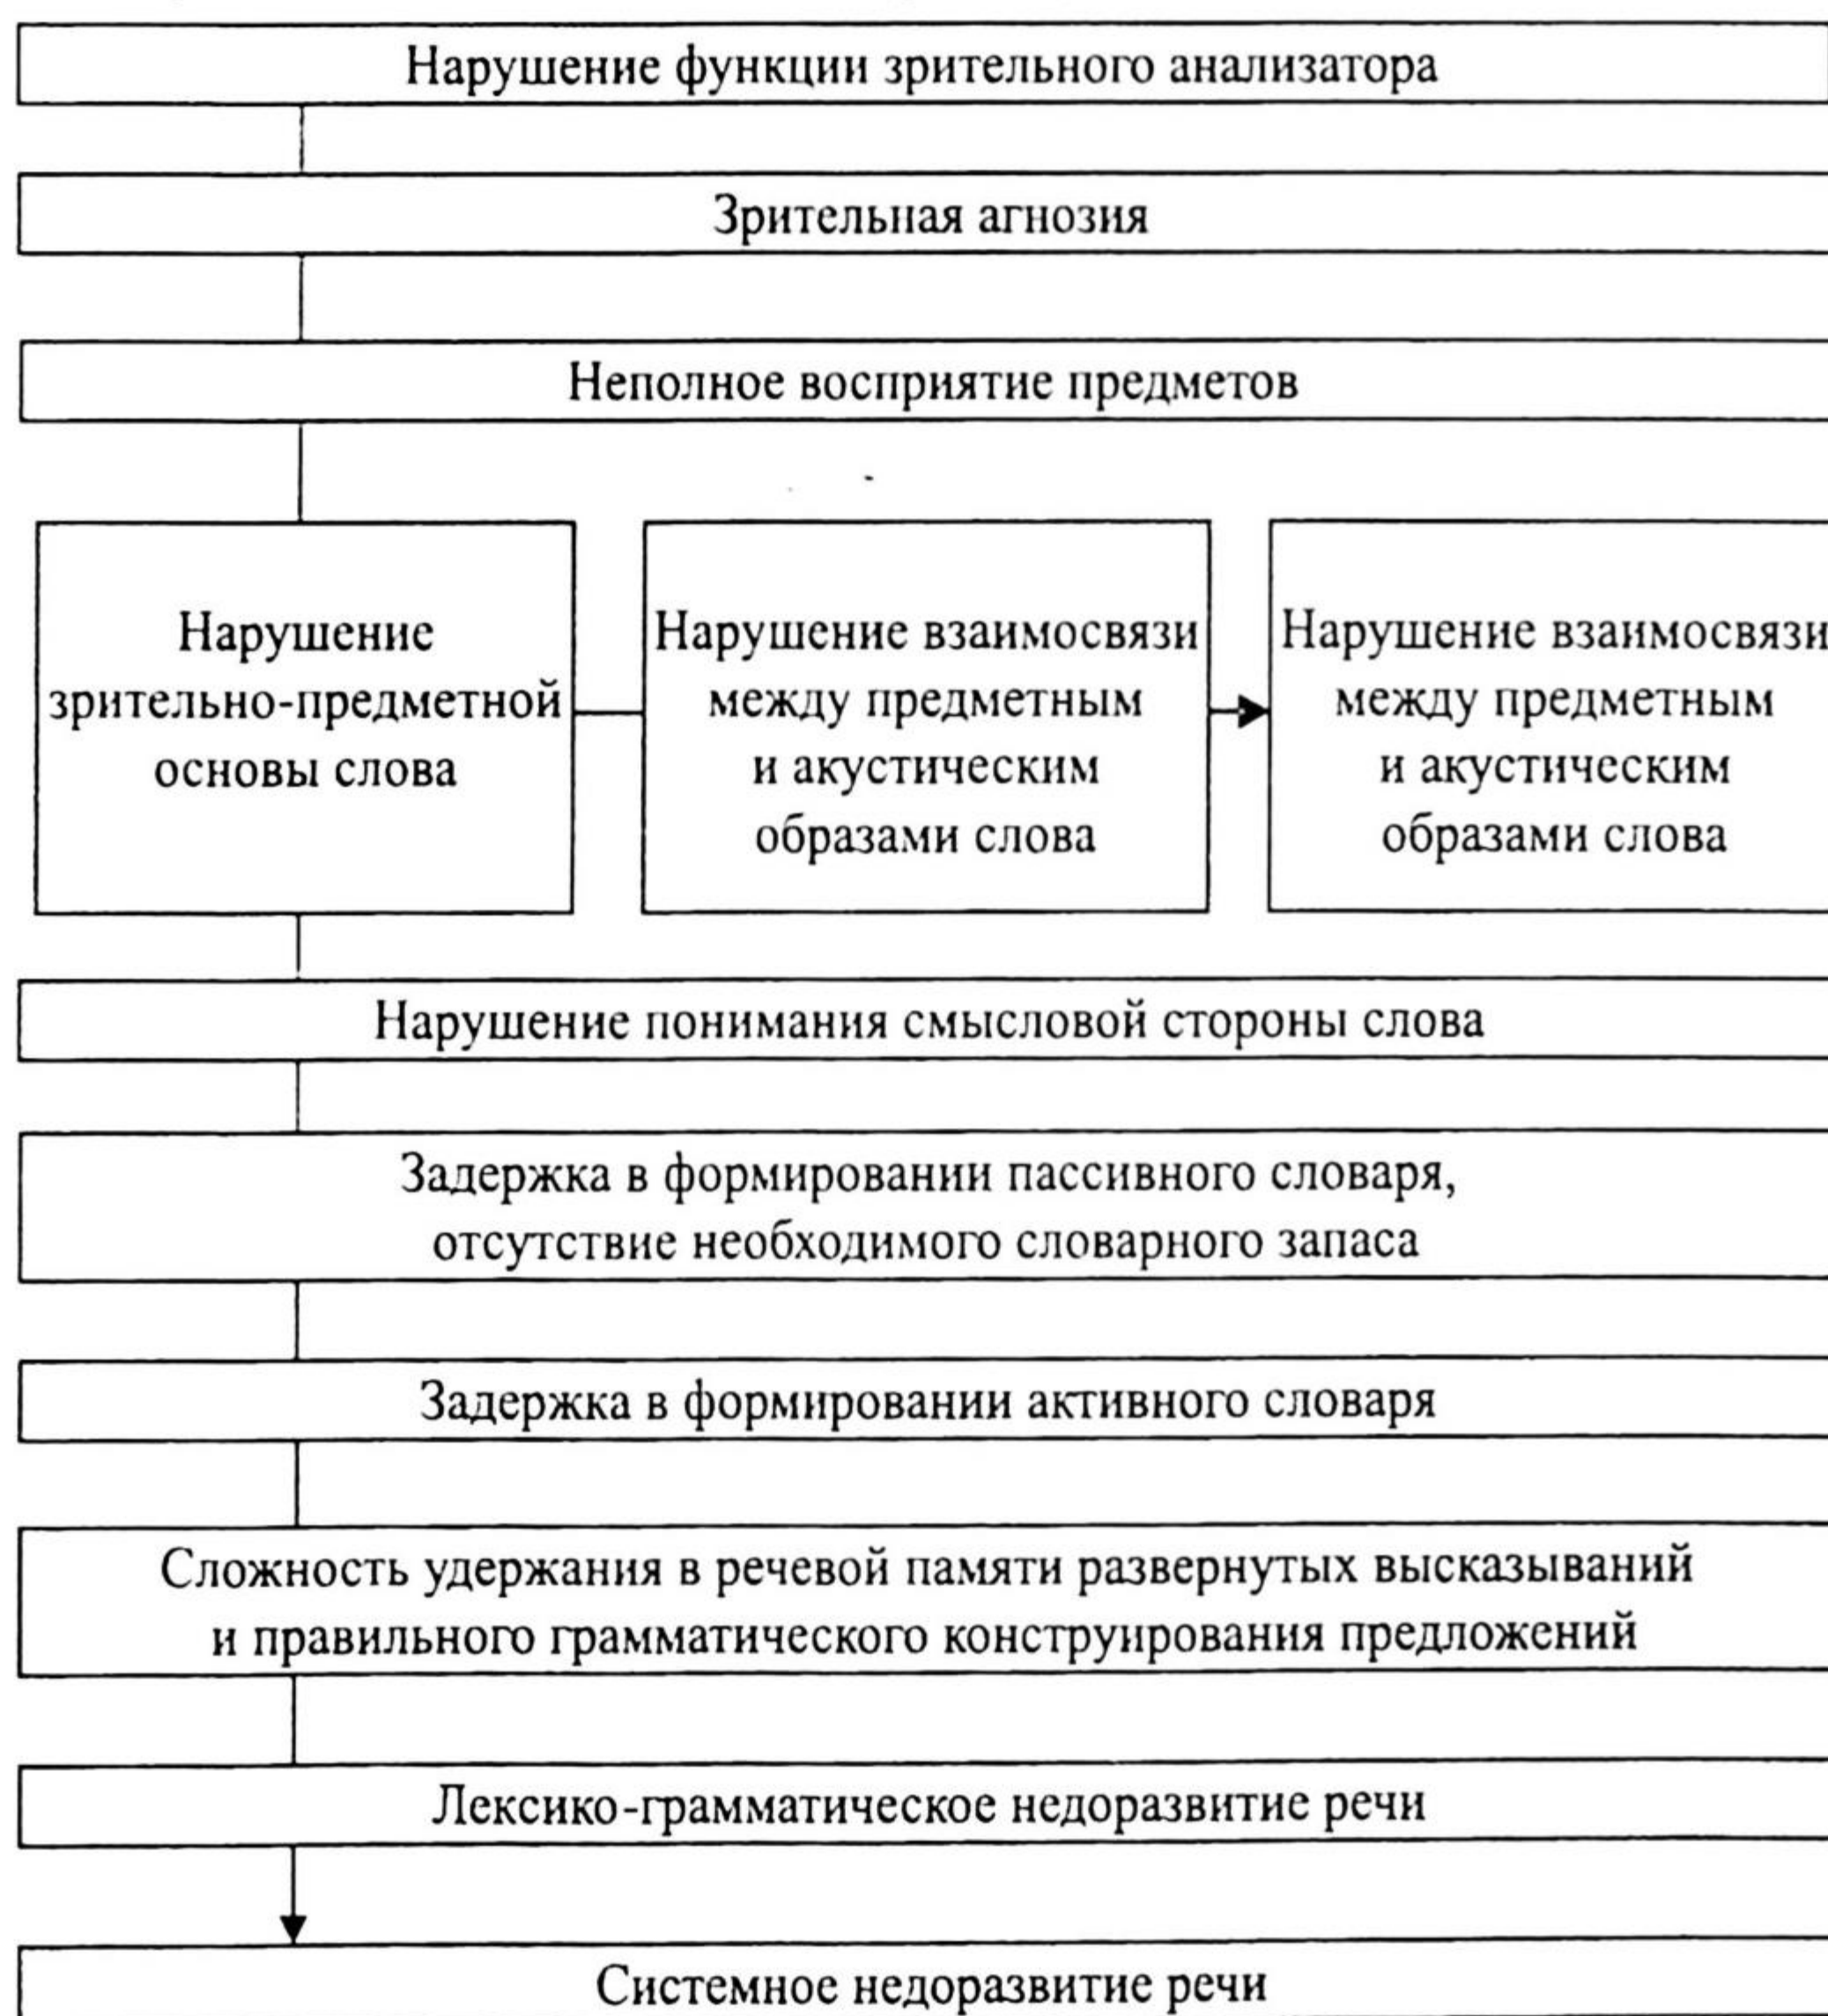 Нарушение функции зрительного анализатора
Зрительная агнозия
Неполное восприятие предметов
Нарушение
зрительно-предметной
основы слова
Нарушение взаимосвязи
между предметным
и акустическим
образами слова
Нарушение взаимосвязи
между предметным
и акустическим
образами слова
Нарушение понимания смысловой стороны слова
Задержка в формировании пассивного словаря,
отсутствие необходимого словарного запаса
Задержка в формировании активного словаря
Сложность удержания в речевой памяти развернутых высказываний
и правильного грамматического конструирования предложений
Лексико-грамматическое недоразвитие речи
Системное недоразвитие речи